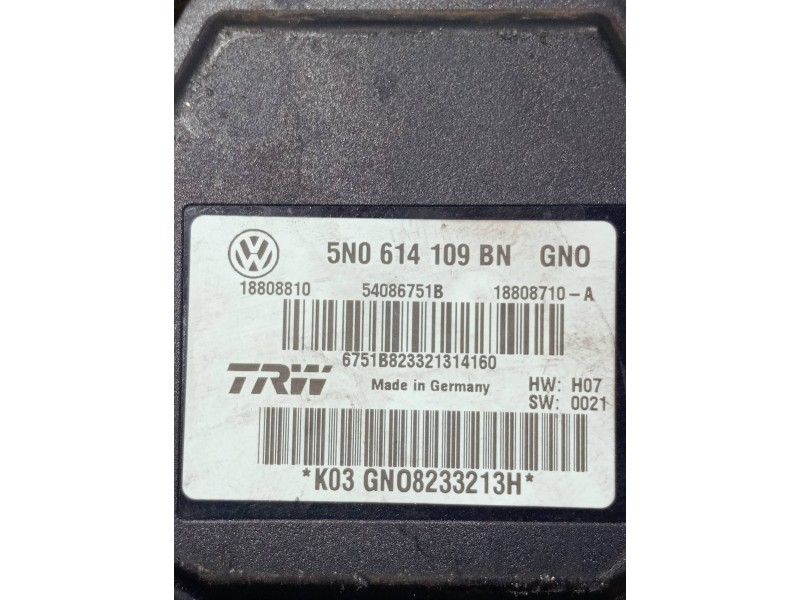 VW
5N0 614 109 BN GNO
18808810 54086751B 18808710-A
6751B823321314160
TRW Made in Germany HW: H07
SW: 0021
*K03 GNO8233213H*